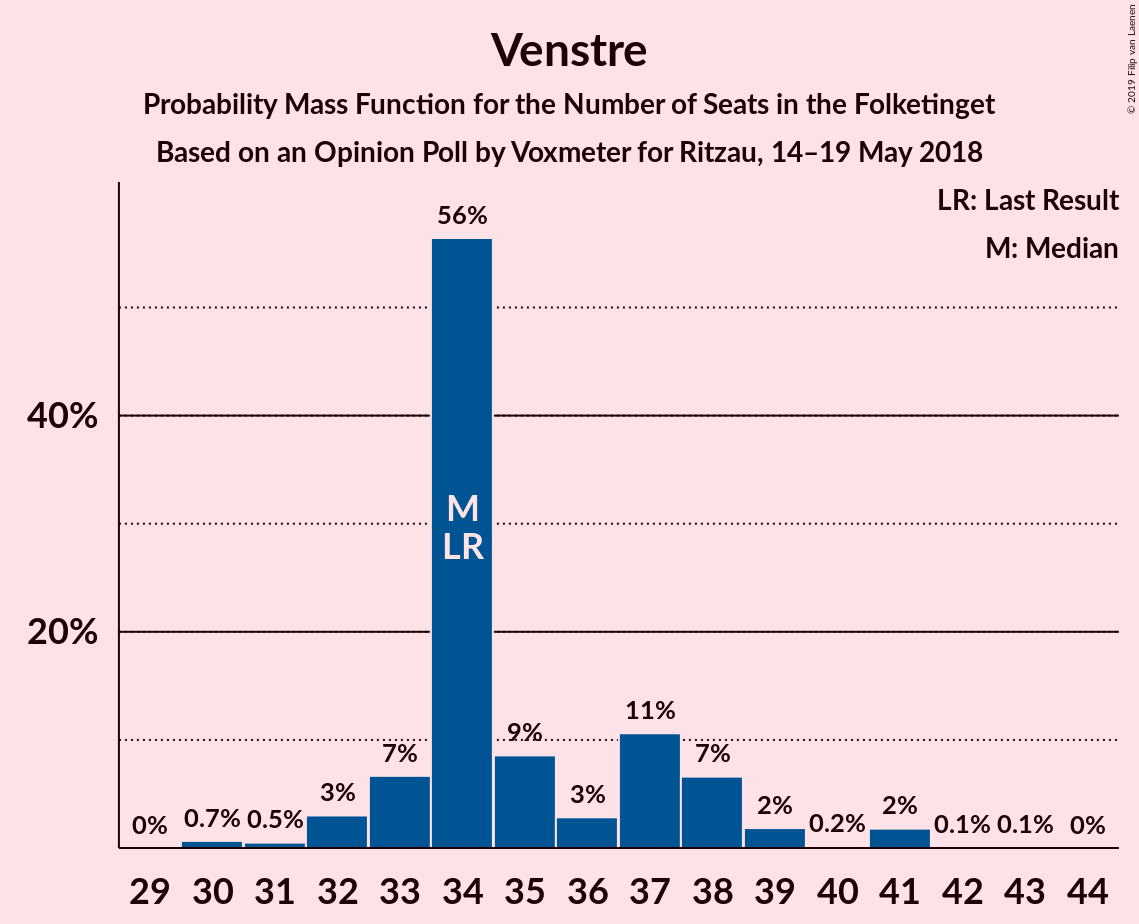 Venstre
Probability Mass Function for the Number of Seats in the Folketinget
Based on an Opinion Poll by Voxmeter for Ritzau, 14–19 May 2018
© 2019 Filip van Laenen
LR: Last Result
M: Median
40%
20%
0%
0.7%
0.5%
3%
7%
56%
9%
3%
11%
7%
2%
0.2%
2%
0.1%
0.1%
0%
M
LR
29 30 31 32 33 34 35 36 37 38 39 40 41 42 43 44